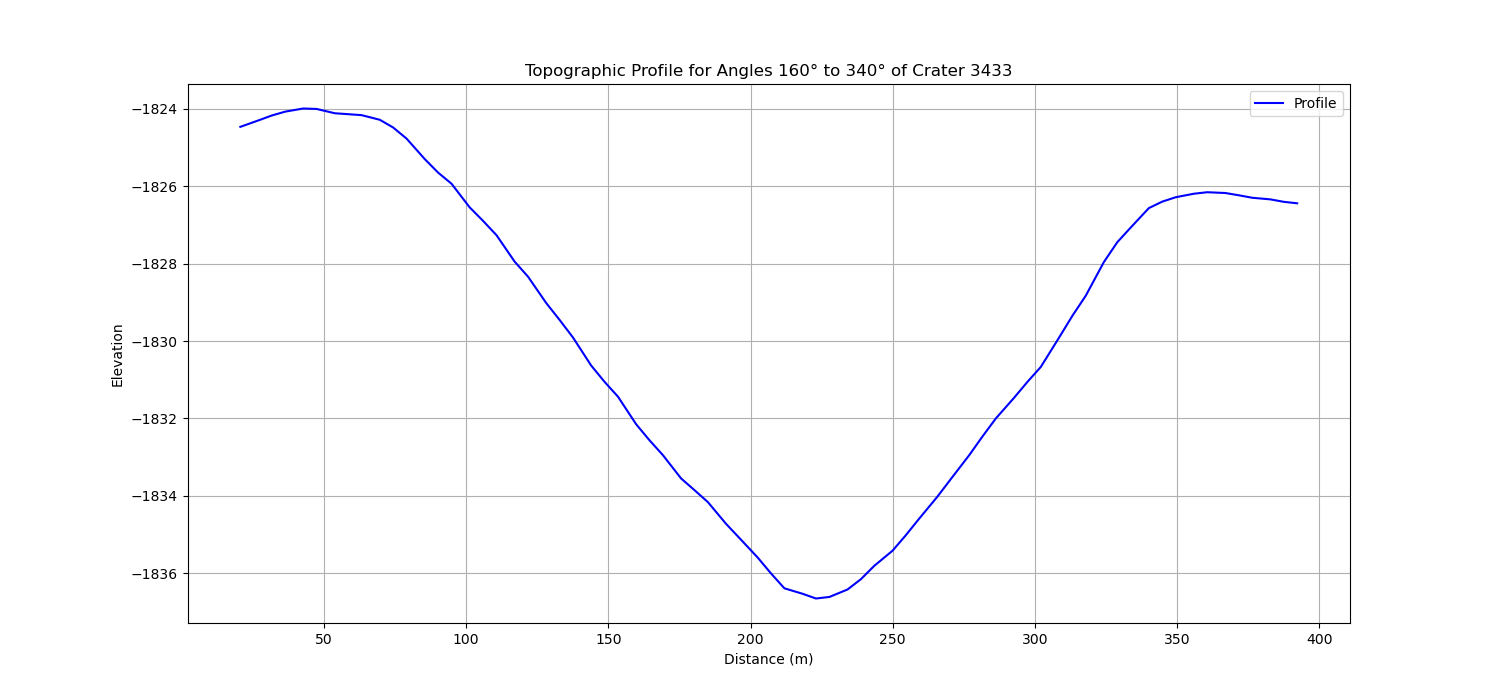 Topographic Profile for Angles 160° to 340° of Crater 3433
Profile
−1824
−1826
−1828
−1830
−1832
−1834
−1836
Elevation
50 100 150 200 250 300 350 400
Distance (m)